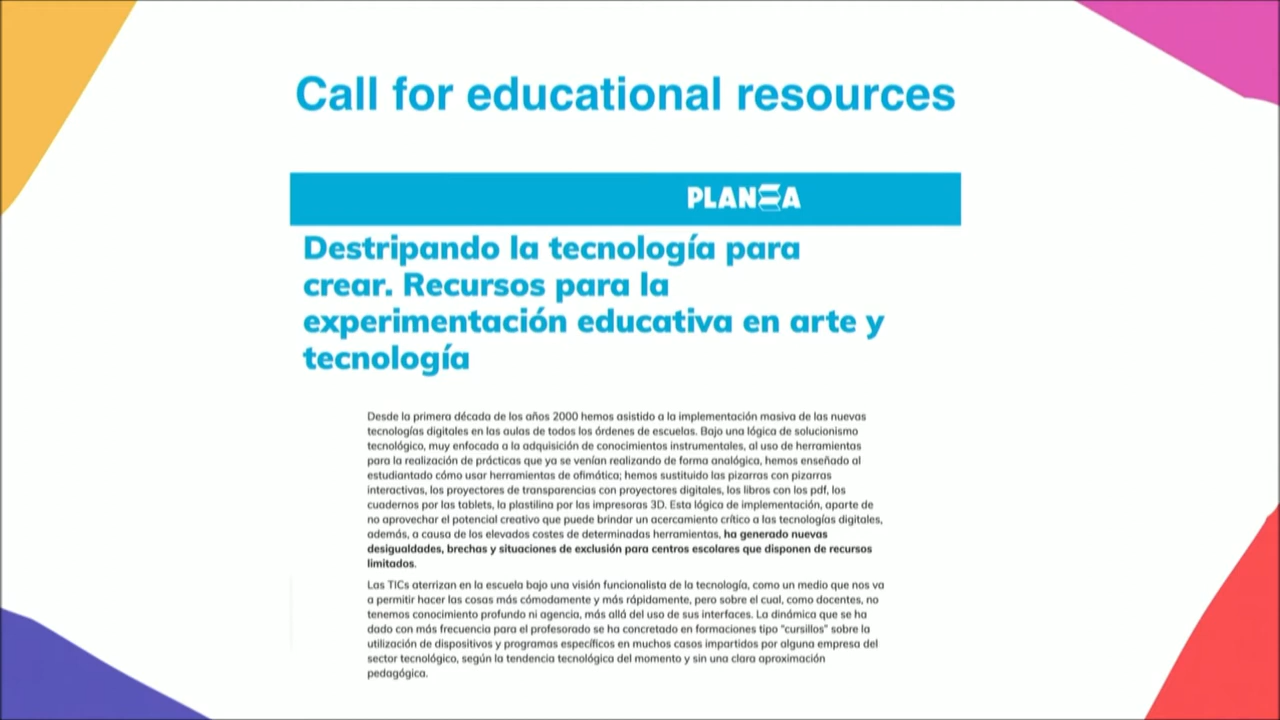 Call for educational resources
PLANEA
Destripando la tecnología para
crear. Recursos para la
experimentación educativa en arte y
tecnología
Desde la primera década de los años 2000 hemos asistido a la implementación masiva de las nuevas
tecnologías digitales en las aulas de todos los órdenes de escuelas. Bajo una lógica de solucionismo
tecnológico, muy enfocada a la adquisición de conocimientos instrumentales, al uso de herramientas
para la realización de prácticas que ya se venían realizando de forma analógica, hemos enseñado al
estudiantado cómo usar herramientas de ofimática; hemos sustituido las pizarras con pizarras
interactivas, los proyectores de transparencias con proyectores digitales, los libros con los pdf, los
cuadernos por las tablets, la plastilina por las impresoras 3D. Esta lógica de implementación, aparte de
no aprovechar el potencial creativo que puede brindar un acercamiento crítico a las tecnologías digitales,
además, a causa de los elevados costes de determinadas herramientas, ha generado nuevas
desigualdades, brechas y situaciones de exclusión para centros escolares que disponen de recursos
limitados.
Las TICs aterrizan en la escuela bajo una visión funcionalista de la tecnología, como un medio que nos va
a permitir hacer las cosas más cómodamente y más rápidamente, pero sobre el cual, como docentes, no
tenemos conocimiento profundo ni agencia, más allá del uso de sus interfaces. La dinámica que se ha
dado con más frecuencia para el profesorado se ha concretado en formaciones tipo "cursillos" sobre la
utilización de dispositivos y programas específicos en muchos casos impartidos por alguna empresa del
sector tecnológico, según la tendencia tecnológica del momento y sin una clara aproximación
pedagógica.